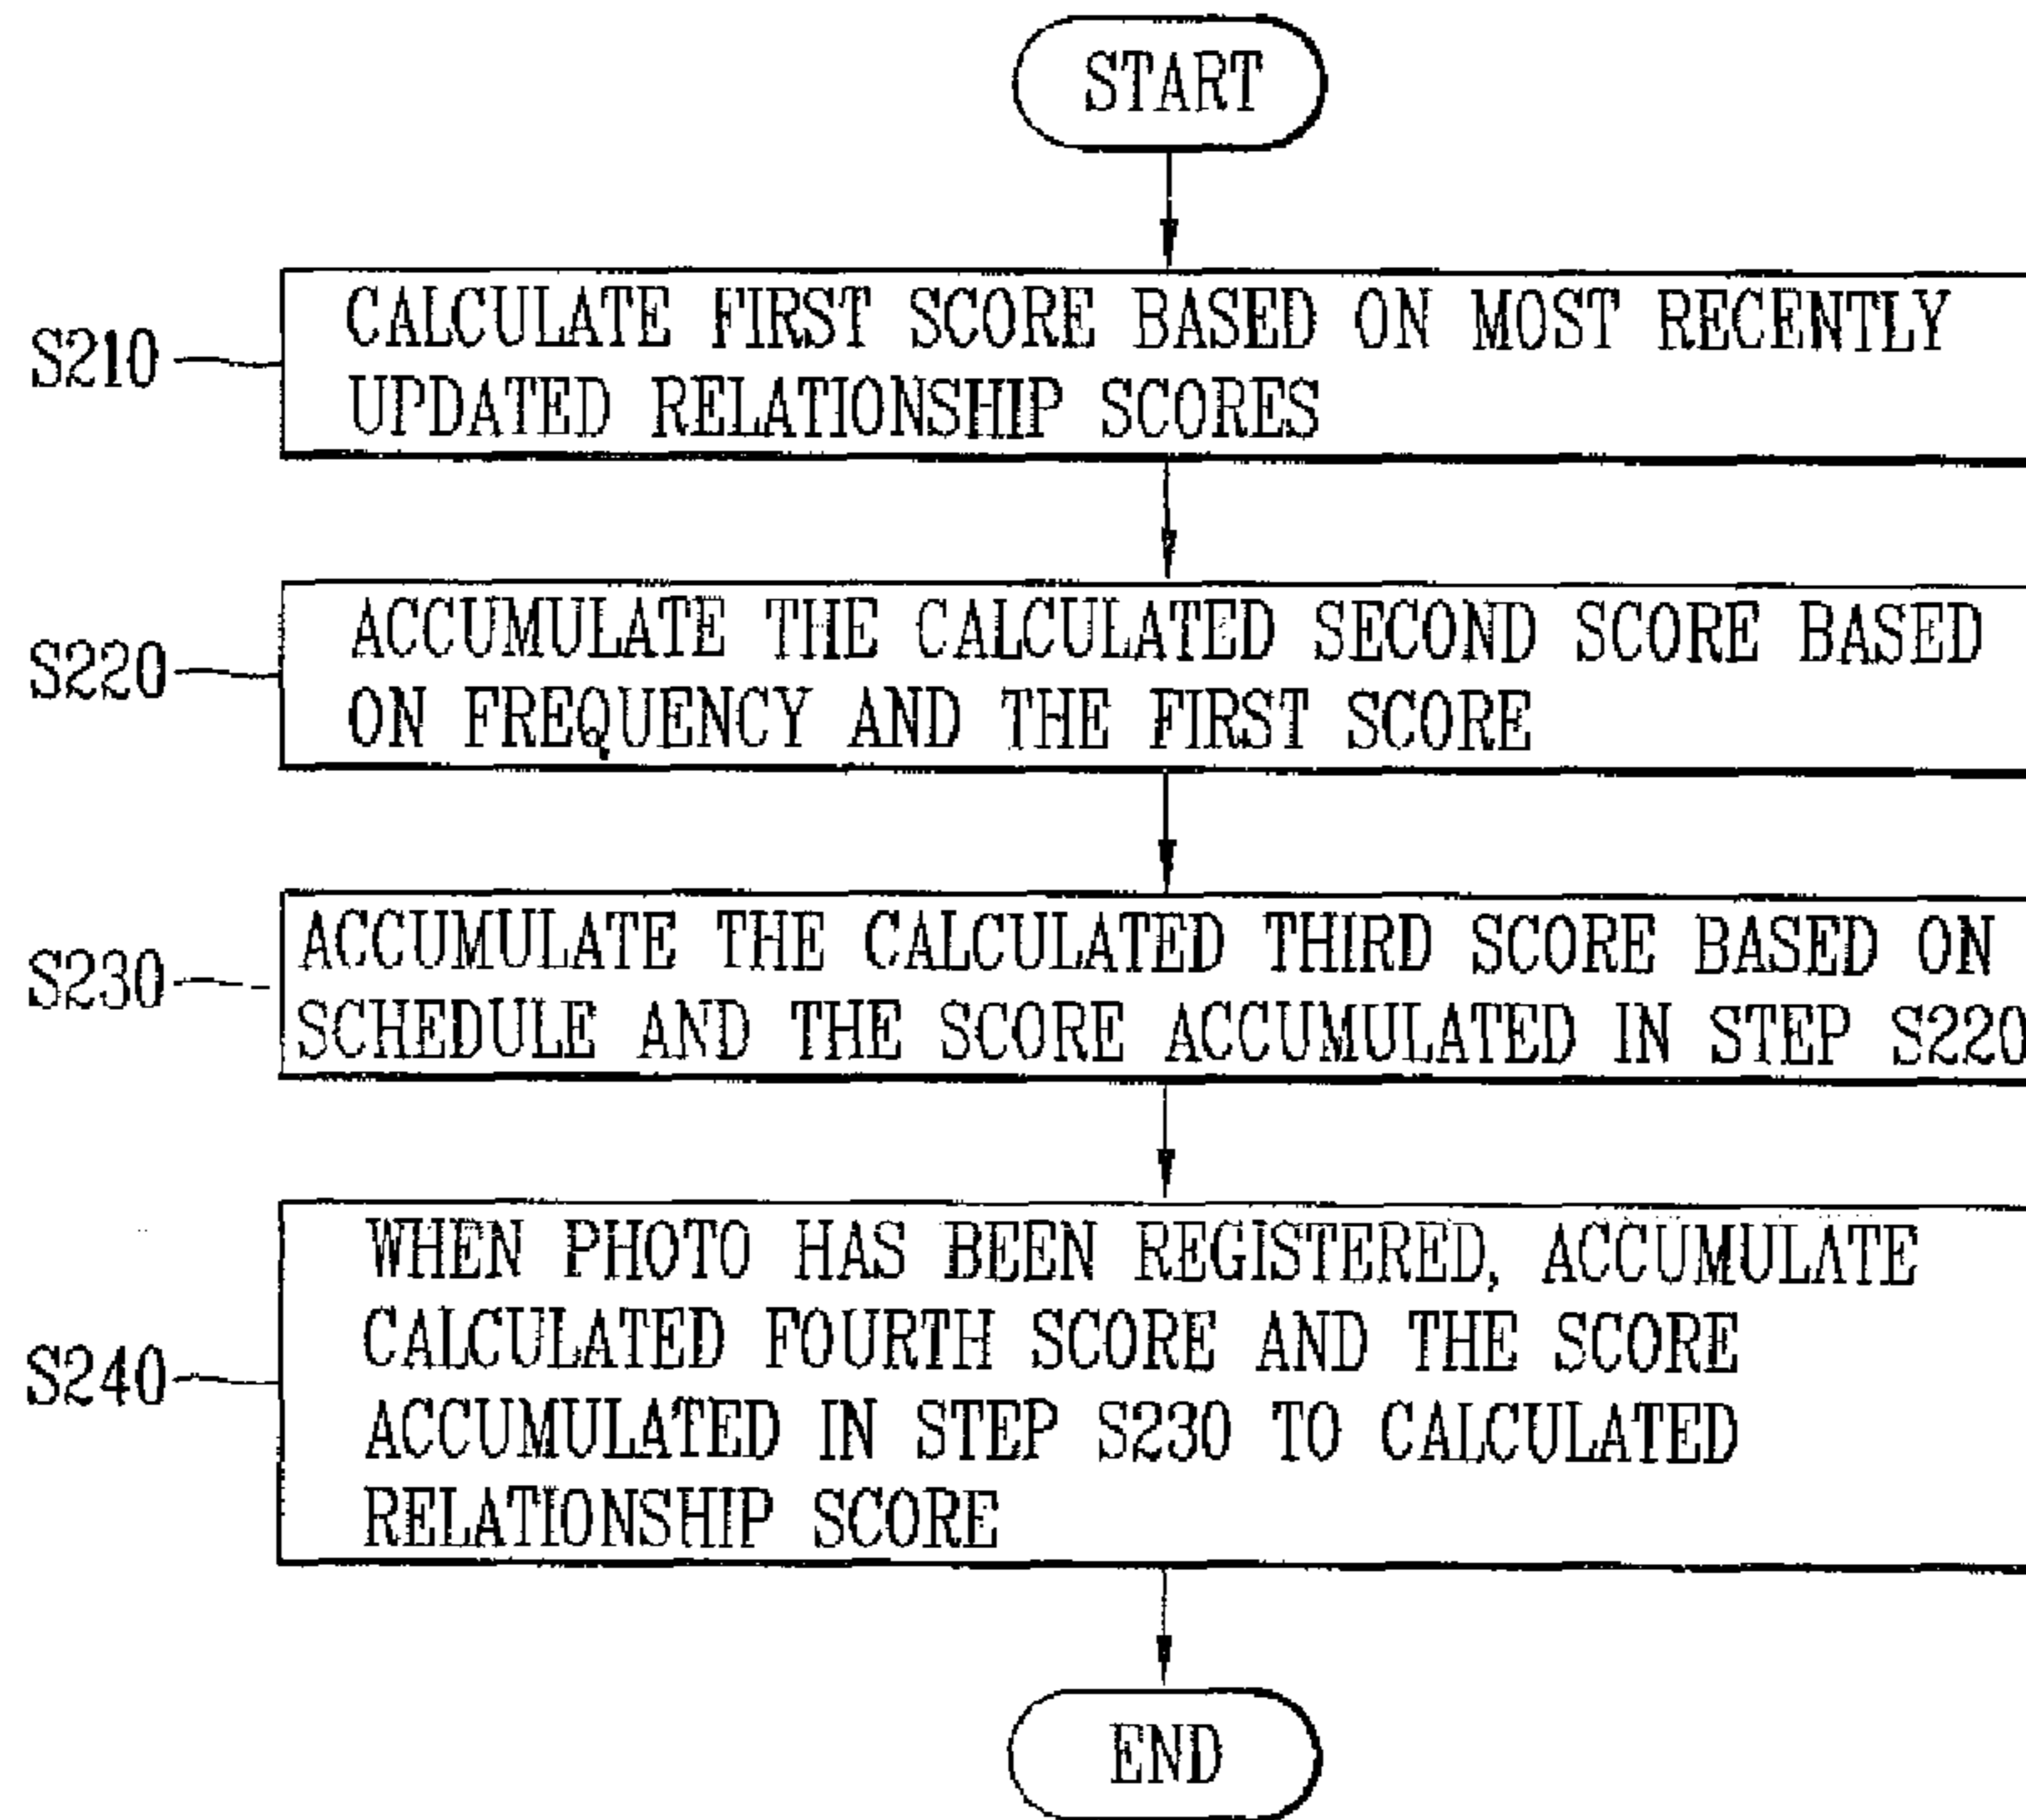 START
S210
CALCULATE FIRST SCORE BASED ON MOST RECENTLY
UPDATED RELATIONSHIP SCORES
S220
ACCUMULATE THE CALCULATED SECOND SCORE BASED
ON FREQUENCY AND THE FIRST SCORE
S230
ACCUMULATE THE CALCULATED THIRD SCORE BASED ON
SCHEDULE AND THE SCORE ACCUMULATED IN STEP S220
S240
WHEN PHOTO HAS BEEN REGISTERED, ACCUMULATE
CALCULATED FOURTH SCORE AND THE SCORE
ACCUMULATED IN STEP S230 TO CALCULATED
RELATIONSHIP SCORE
END